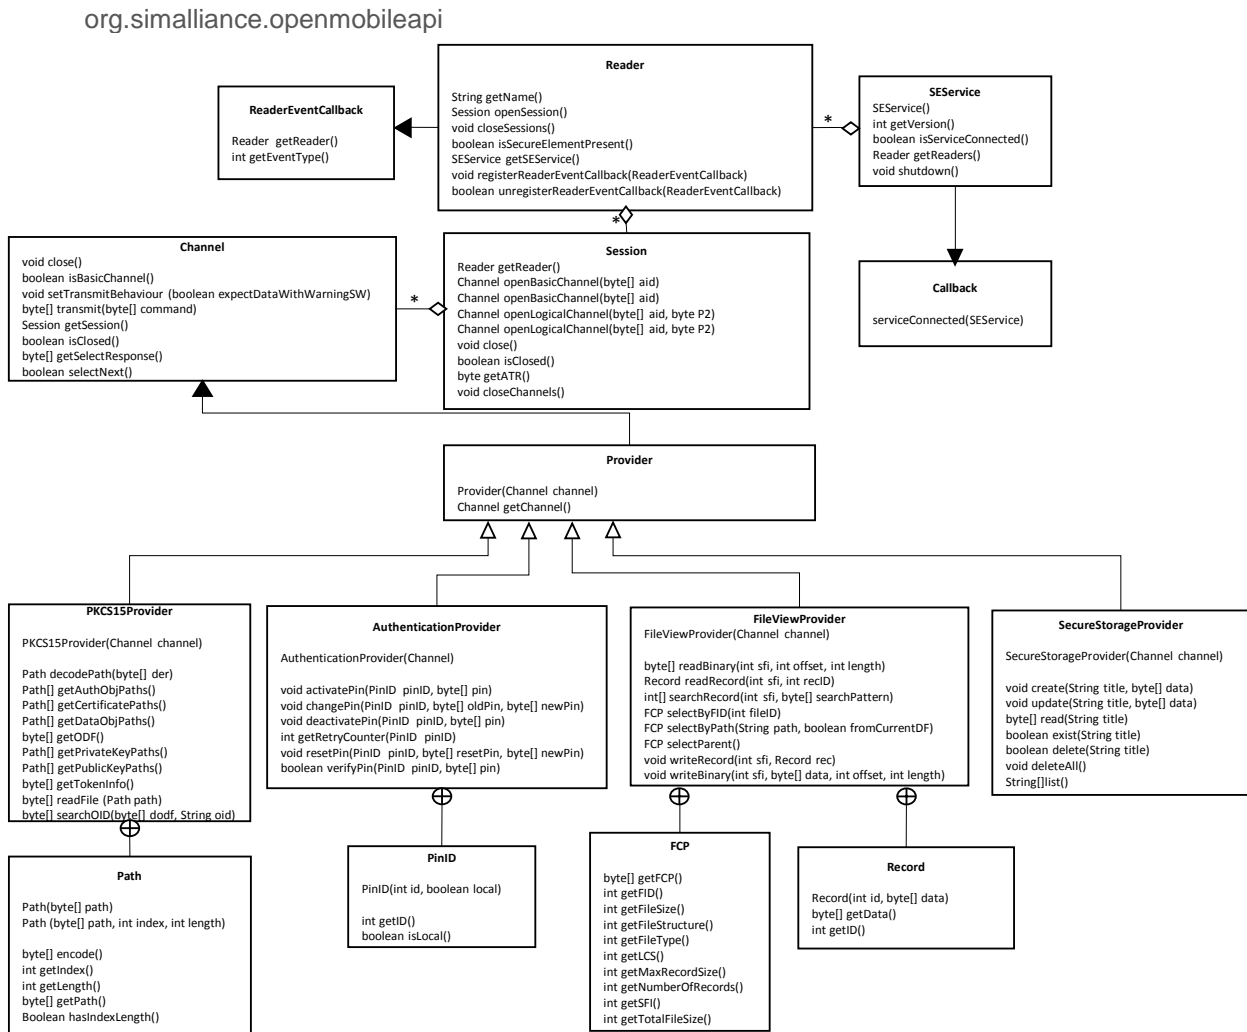 org.simalliance.openmobileapi
Reader
String getName()
Session openSession()
void closeSessions()
boolean isSecureElementPresent()
SEService getSEService()
void registerReaderEventCallback(ReaderEventCallback)
boolean unregisterReaderEventCallback(ReaderEventCallback)
ReaderEventCallback
Reader getReader()
int getEventType()
SEService
SEService()
int getVersion()
boolean isServiceConnected()
Reader getReaders()
void shutdown()
*
*
Channel
void close()
boolean isBasicChannel()
void setTransmitBehaviour (boolean expectDataWithWarningSW)
byte[] transmit(byte[] command)
Session getSession()
boolean isClosed()
byte[] getSelectResponse()
boolean selectNext()
*
Session
Reader getReader()
Channel openBasicChannel(byte[] aid)
Channel openBasicChannel(byte[] aid)
Channel openLogicalChannel(byte[] aid, byte P2)
Channel openLogicalChannel(byte[] aid, byte P2)
void close()
boolean isClosed()
byte getATR()
void closeChannels()
Callback
serviceConnected(SEService)
Provider
Provider(Channel channel)
Channel getChannel()
PKCS15Provider
PKCS15Provider(Channel channel)
Path decodePath(byte[] der)
Path[] getAuthObjPaths()
Path[] getCertificatePaths()
Path[] getDataObjPaths()
byte[] getODF()
Path[] getPrivateKeyPaths()
Path[] getPublicKeyPaths()
byte[] getTokenInfo()
byte[] readFile (Path path)
byte[] searchOID(byte[] dodf, String oid)
AuthenticationProvider
AuthenticationProvider(Channel)
void activatePin(PinID pinID, byte[] pin)
void changePin(PinID pinID, byte[] oldPin, byte[] newPin)
void deactivatePin(PinID pinID, byte[] pin)
int getRetryCounter(PinID pinID)
void resetPin(PinID pinID, byte[] resetPin, byte[] newPin)
boolean verifyPin(PinID pinID, byte[] pin)
FileViewProvider
FileViewProvider(Channel channel)
byte[] readBinary(int sfi, int offset, int length)
Record readRecord(int sfi, int recID)
int[] searchRecord(int sfi, byte[] searchPattern)
FCP selectByFID(int fileID)
FCP selectByPath(String path, boolean fromCurrentDF)
FCP selectParent()
void writeRecord(int sfi, Record rec)
void writeBinary(int sfi, byte[] data, int offset, int length)
SecureStorageProvider
SecureStorageProvider(Channel channel)
void create(String title, byte[] data)
void update(String title, byte[] data)
byte[] read(String title)
boolean exist(String title)
boolean delete(String title)
void deleteAll()
String[]list()
Path
Path(byte[] path)
Path (byte[] path, int index, int length)
byte[] encode()
int getIndex()
int getLength()
byte[] getPath()
Boolean hasIndexLength()
PinID
PinID(int id, boolean local)
int getID()
boolean isLocal()
FCP
byte[] getFCP()
int getFID()
int getFileSize()
int getFileStructure()
int getFileType()
int getLCS()
int getMaxRecordSize()
int getNumberOfRecords()
int getSFI()
int getTotalFileSize()
Record
Record(int id, byte[] data)
byte[] getData()
int getID()